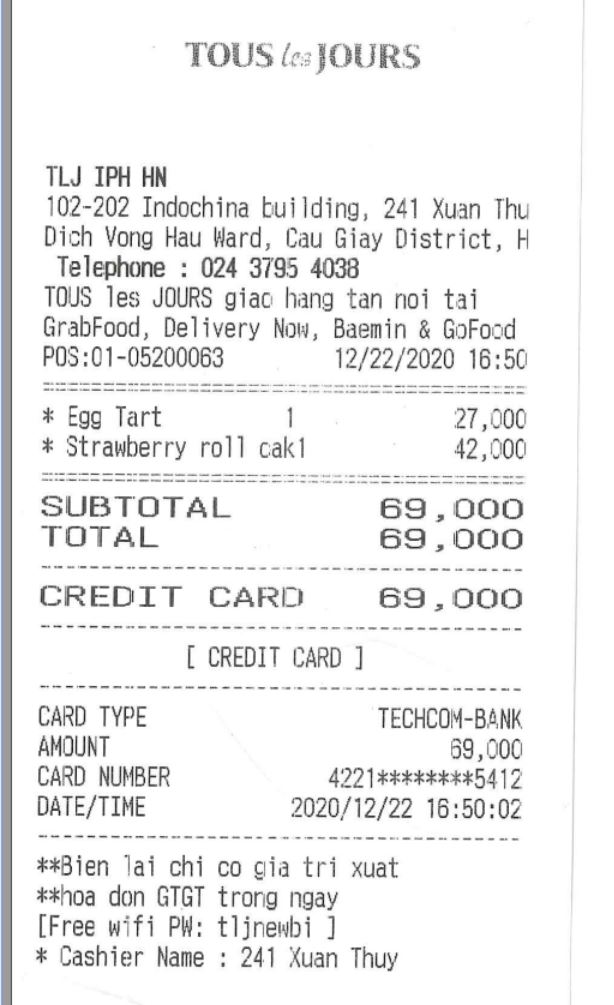 TOUS les JOURS
TLJ IPH HN
102-202 Indochina building, 241 Xuan Thu
Dich Vong Hau Ward, Cau Giay District, H
Telephone : 024 3795 4038
TOUS les JOURS giao hang tan noi tai
GrabFood, Delivery Now, Baemin & GoFood
POS:01-05200063 12/22/2020 16:50
* Egg Tart 1 27,000
* Strawberry roll cak1 42,000
SUBTOTAL 69,000
TOTAL 69,000
CREDIT CARD 69,000
[ CREDIT CARD ]
CARD TYPE TECHCOM-BANK
AMOUNT 69,000
CARD NUMBER 4221********5412
DATE/TIME 2020/12/22 16:50:02
**Bien lai chi co gia tri xuat
**hoa don GTGT trong ngay
[Free wifi PW: tljnewbi ]
* Cashier Name : 241 Xuan Thuy